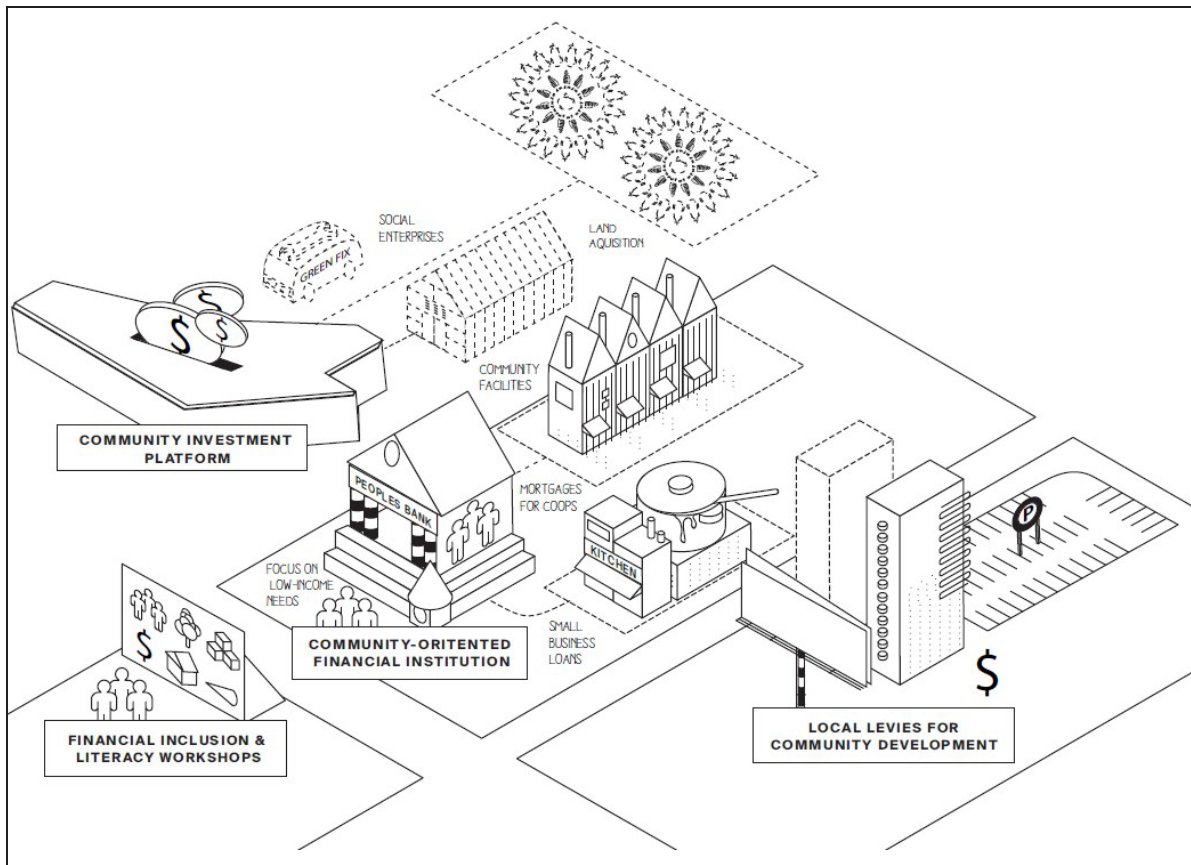 SOCIAL
ENTERPRISES
LAND
AQUISITION
GREEN FIX
$
$
$
COMMUNITY
FACILITIES
COMMUNITY INVESTMENT
PLATFORM
PEOPLES BANK
MORTGAGES
FOR COOPS
P
KITCHEN
FOCUS ON
LOW-INCOME
NEEDS
SMALL
BUSINESS
LOANS
COMMUNITY-ORITENTED
FINANCIAL INSTITUTION
$
$
FINANCIAL INCLUSION &
LITERACY WORKSHOPS
LOCAL LEVIES FOR
COMMUNITY DEVELOPMENT